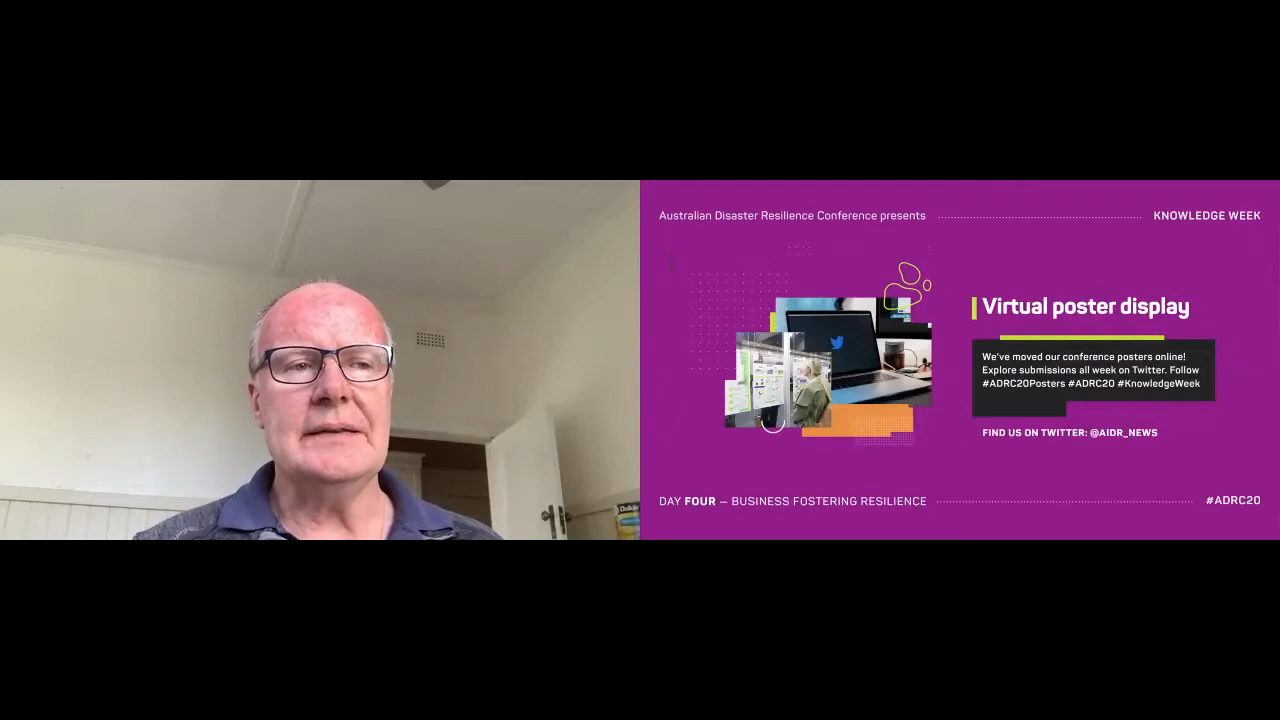 Australian Disaster Resilience Conference presents
KNOWLEDGE WEEK
Virtual poster display
We've moved our conference posters online!
Explore submissions all week on Twitter. Follow
#ADRC20Posters #ADRC20 #KnowledgeWeek
FIND US ON TWITTER: @AIDR_NEWS
DAY FOUR — BUSINESS FOSTERING RESILIENCE
#ADRC20
Dulux